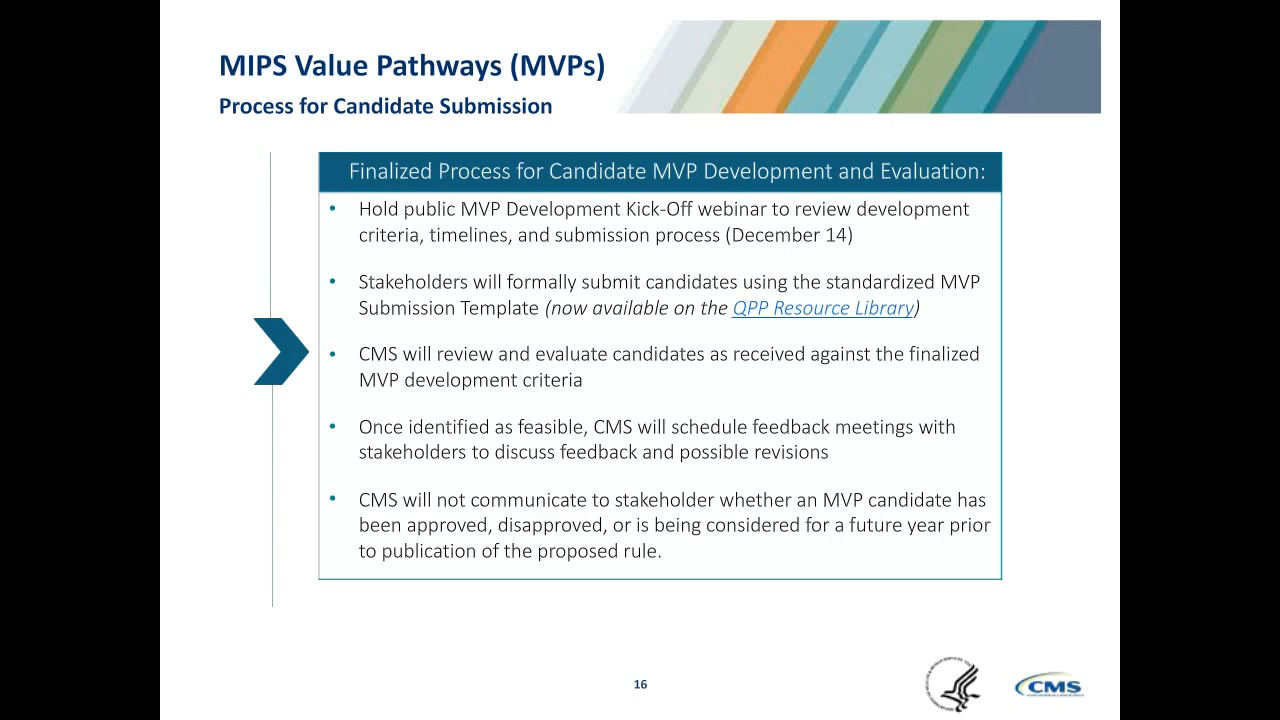 MIPS Value Pathways (MVPs)
Process for Candidate Submission
Finalized Process for Candidate MVP Development and Evaluation:
• Hold public MVP Development Kick-Off webinar to review development
criteria, timelines, and submission process (December 14)
• Stakeholders will formally submit candidates using the standardized MVP
Submission Template (now available on the QPP Resource Library)
• CMS will review and evaluate candidates as received against the finalized
MVP development criteria
• Once identified as feasible, CMS will schedule feedback meetings with
stakeholders to discuss feedback and possible revisions
• CMS will not communicate to stakeholder whether an MVP candidate has
been approved, disapproved, or is being considered for a future year prior
to publication of the proposed rule.
16
CMS